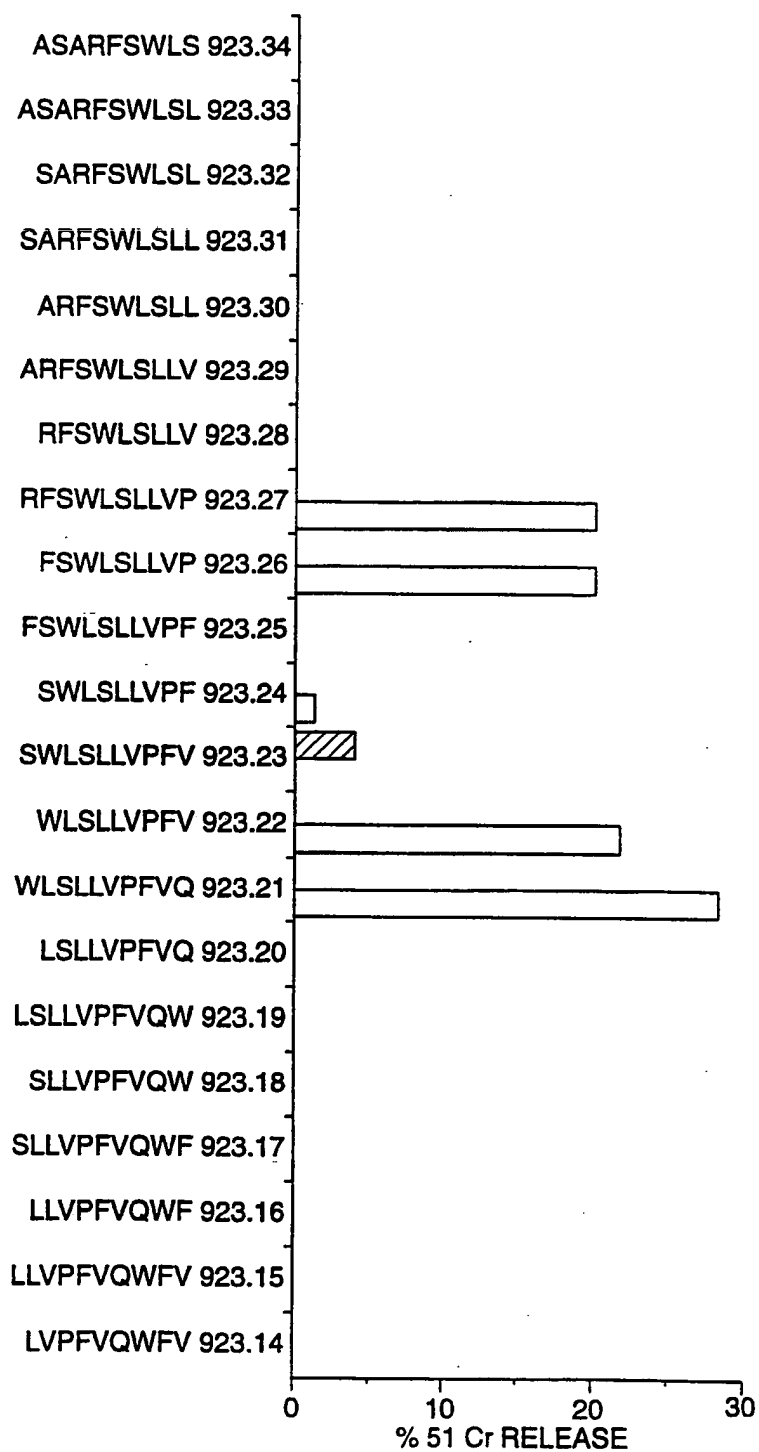 ASARFSWLS 923.34
ASARFSWLSL 923.33
SARFSWLSL 923.32
SARFSWLSLL 923.31
ARFSWLSLL 923.30
ARFSWLSLLV 923.29
RFSWLSLLV 923.28
RFSWLSLLVP 923.27
FSWLSLLVP 923.26
FSWLSLLVPF 923.25
SWLSLLVPF 923.24
SWLSLLVPFV 923.23
WLSLLVPFV 923.22
WLSLLVPFVQ 923.21
LSLLVPFVQ 923.20
LSLLVPFVQW 923.19
SLLVPFVQW 923.18
SLLVPFVQWF 923.17
LLVPFVQWF 923.16
LLVPFVQWFV 923.15
LVPFVQWFV 923.14
0 10 20 30
% 51 Cr RELEASE